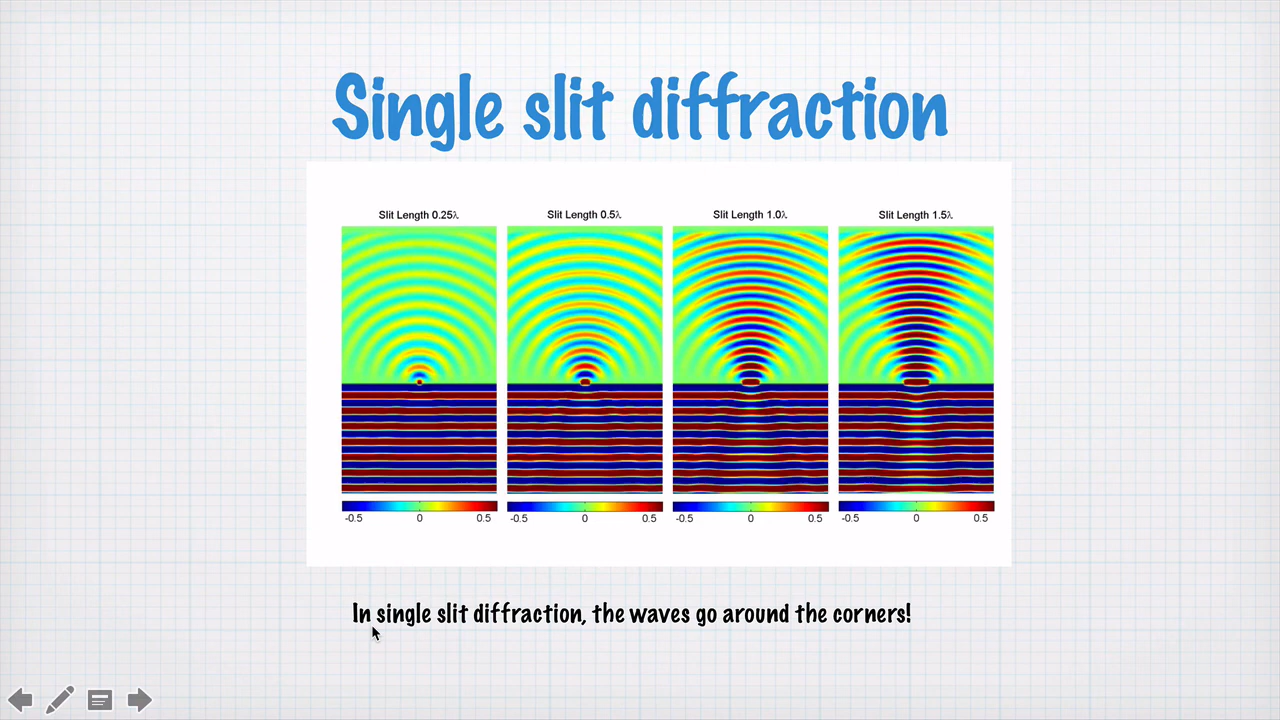 Single slit diffraction
Slit Length 0.25λ
Slit Length 0.5λ
Slit Length 1.0λ
Slit Length 1.5λ
-0.5 0 0.5
-0.5 0 0.5
-0.5 0 0.5
-0.5 0 0.5
In single slit diffraction, the waves go around the corners!